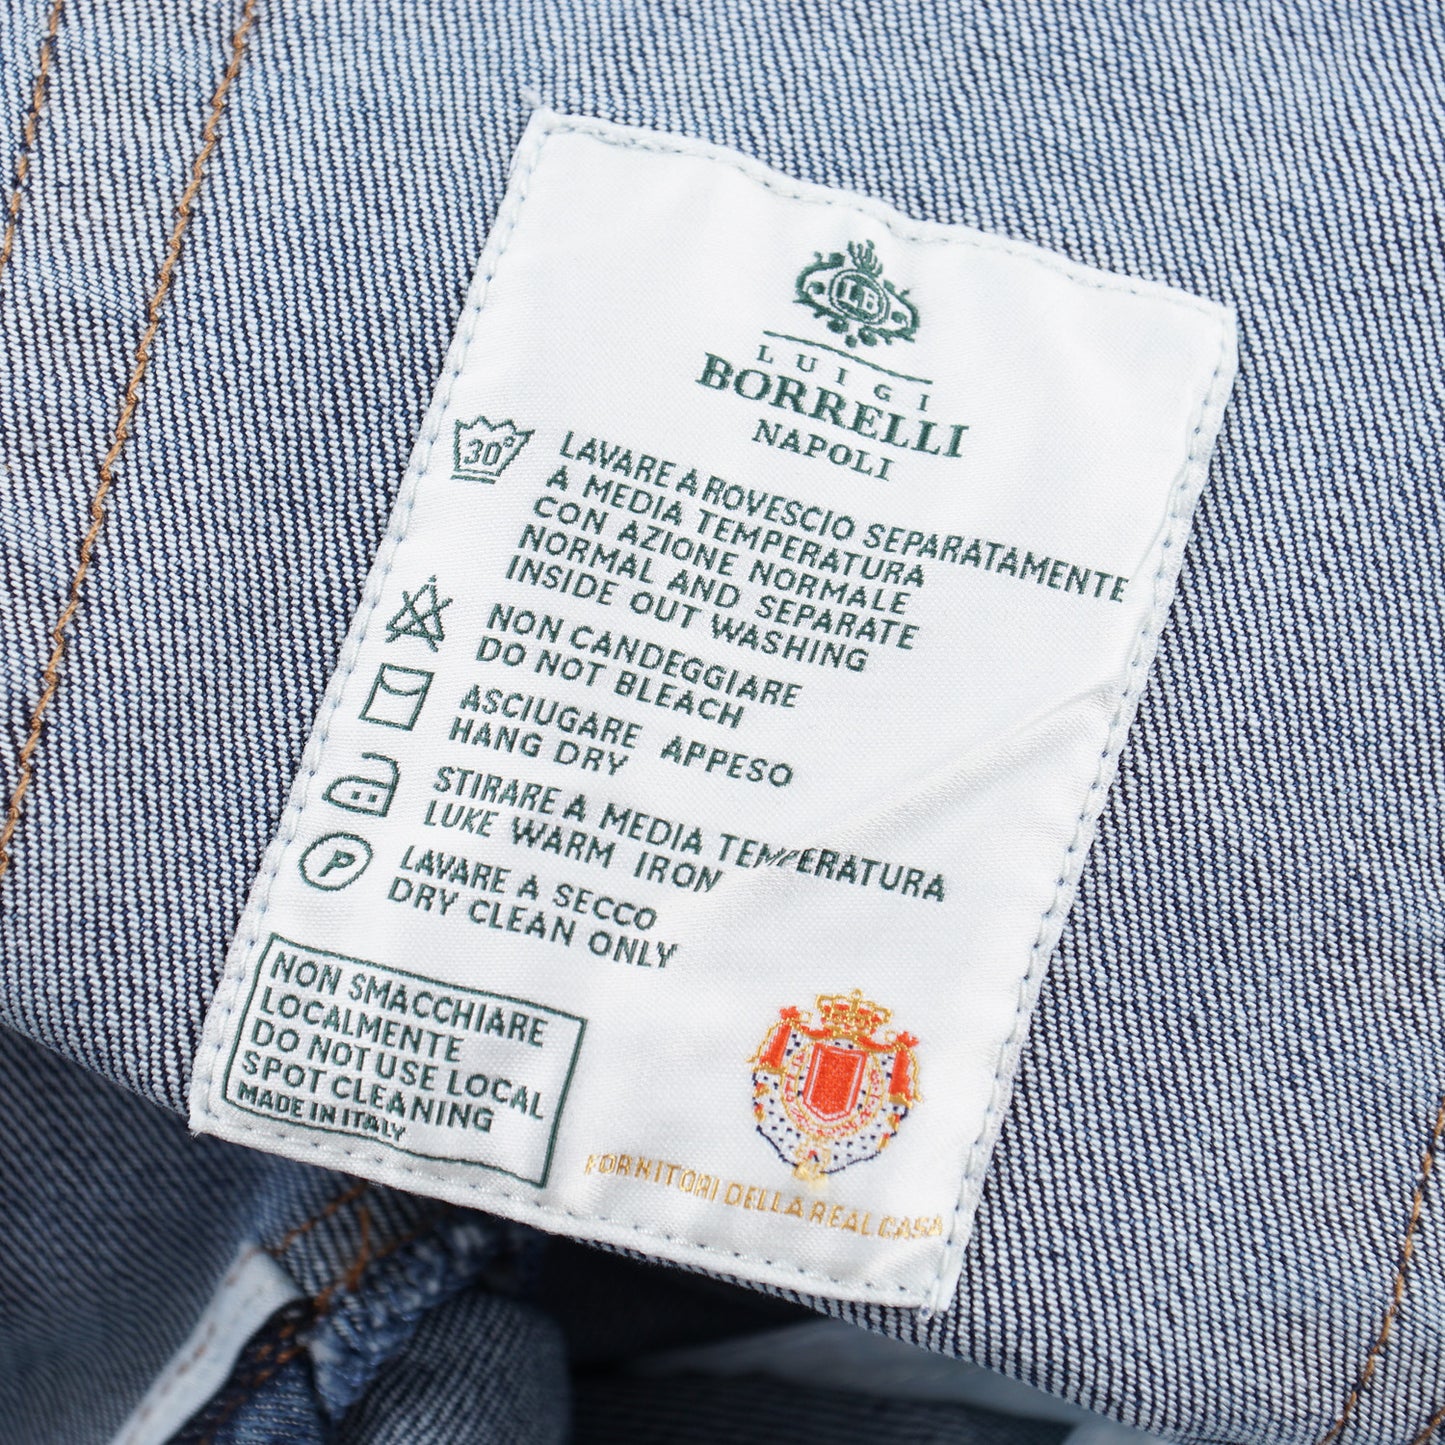 LB
LUIGI
BORRELLI
NAPOLI
30°
LAVARE A ROVESCIO SEPARATAMENTE
A MEDIA TEMPERATURA
CON AZIONE NORMALE
NORMAL AND SEPARATE
INSIDE OUT WASHING
NON CANDEGGIARE
DO NOT BLEACH
ASCIUGARE APPESO
HANG DRY
STIRARE A MEDIA TEMPERATURA
LUKE WARM IRON
P
LAVARE A SECCO
DRY CLEAN ONLY
NON SMACCHIARE
LOCALMENTE
DO NOT USE LOCAL
SPOT CLEANING
MADE IN ITALY
FORNITORI DELLA REAL CASA